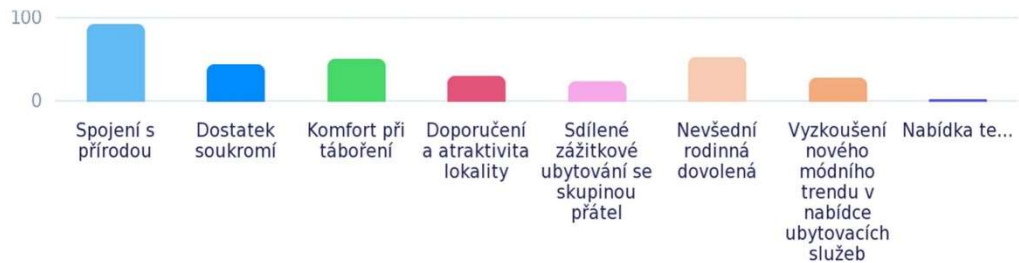 100
0
Spojení s
přírodou
Dostatek
soukromí
Komfort při
táboření
Doporučení
a atraktivita
lokality
Sdílené
zážitkové
ubytování se
skupinou
přátel
Nevšední
rodinná
dovolená
Vyzkoušení
nového
módního
trendu v
nabídce
ubytovacích
služeb
Nabídka te...